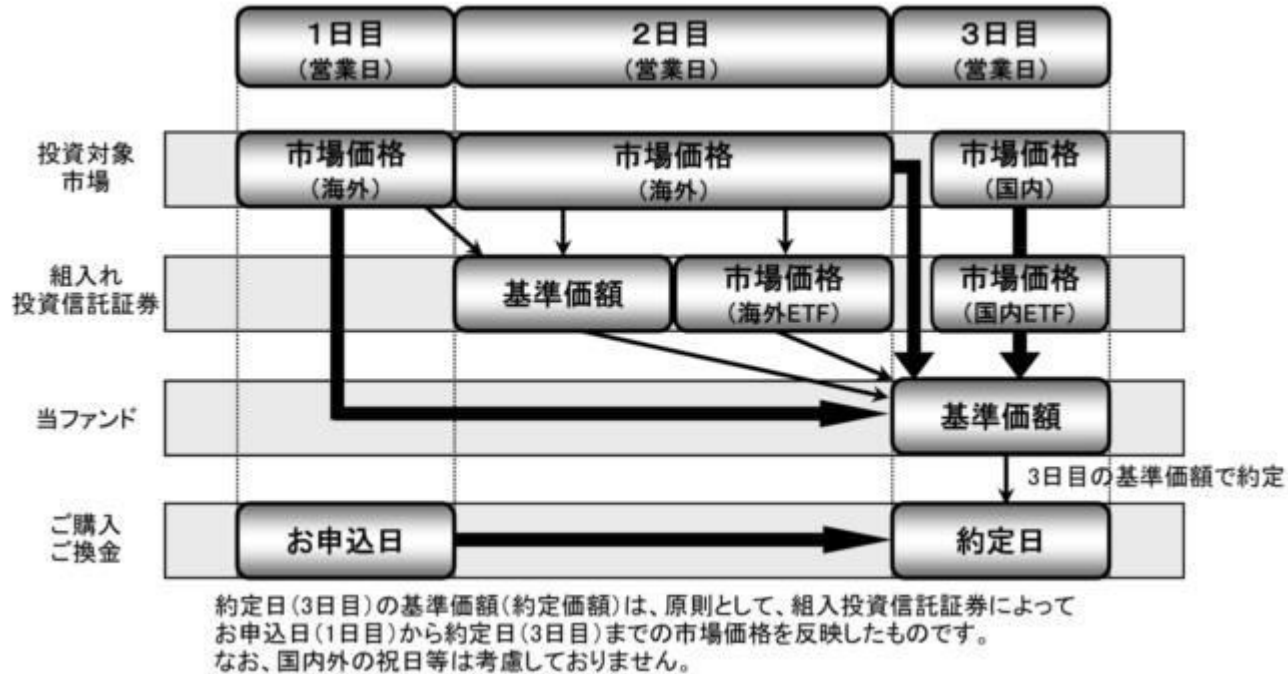 1日目
(営業日)
2日目
(営業日)
3日目
(営業日)
投資対象
市場
市場価格
(海外)
市場価格
(海外)
市場価格
(国内)
組入れ
投資信託証券
基準価額
市場価格
(海外ETF)
市場価格
(国内ETF)
当ファンド
基準価額
3日目の基準価額で約定
ご購入
ご換金
お申込日
約定日
約定日(3日目)の基準価額(約定価額)は、原則として、組入投資信託証券によって
お申込日(1日目)から約定日(3日目)までの市場価格を反映したものです。
なお、国内外の祝日等は考慮しておりません。